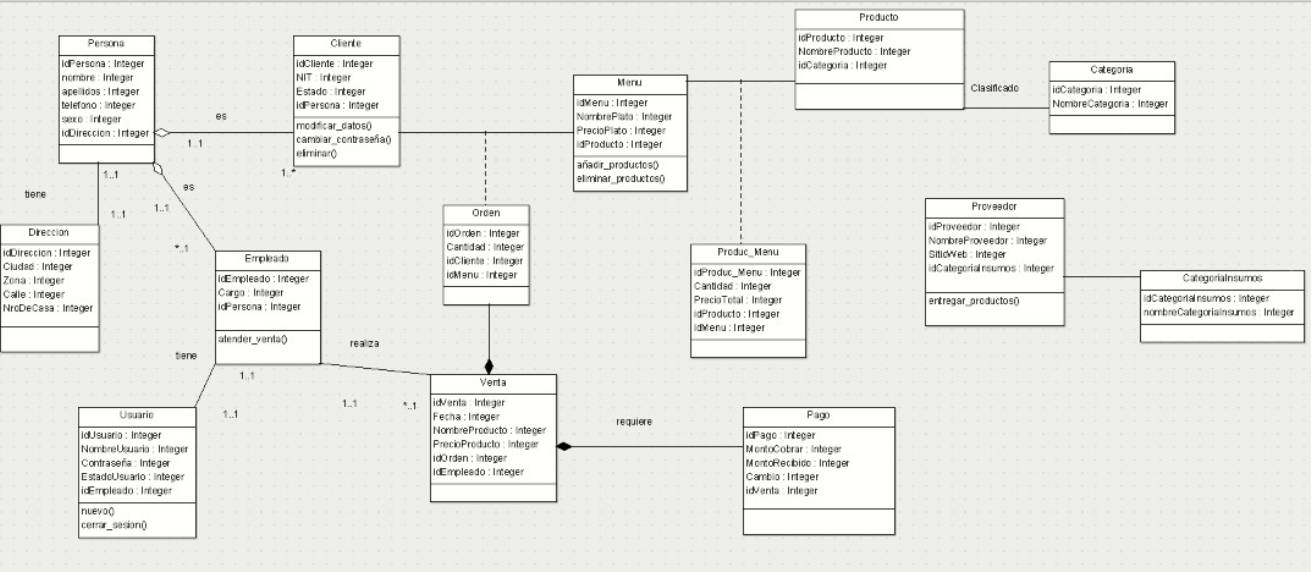 Persona
idPersona : Integer
nombre : Integer
apellidos : Integer
telefono : Integer
sexo : Integer
idDireccion : Integer
es
1..1
1..*
Cliente
idCliente : Integer
NIT : Integer
Estado : Integer
idPersona : Integer
modificar_datos()
cambiar_contraseña()
eliminar()
Menu
idMenu : Integer
NombrePlato : Integer
PrecioPlato : Integer
idProducto : Integer
añadir_productos()
eliminar_productos()
Producto
idProducto : Integer
NombreProducto : Integer
idCategoria : Integer
Clasificado
Categoria
idCategoria : Integer
NombreCategoria : Integer
tiene
1..1
1..1
es
1..1
*..1
Direccion
idDireccion : Integer
Ciudad : Integer
Zona : Integer
Calle : Integer
NroDeCasa : Integer
Empleado
idEmpleado : Integer
Cargo : Integer
idPersona : Integer
atender_venta()
Orden
idOrden : Integer
Cantidad : Integer
idCliente : Integer
idMenu : Integer
Produc_Menu
idProduc_Menu : Integer
Cantidad : Integer
PrecioTotal : Integer
idProducto : Integer
idMenu : Integer
Proveedor
idProveedor : Integer
NombreProveedor : Integer
SitioWeb : Integer
idCategoriaInsumos : Integer
entregar_productos()
CategoriaInsumos
idCategoriaInsumos : Integer
nombreCategoriaInsumos : Integer
tiene
1..1
1..1
realiza
1..1
*..1
Usuario
idUsuario : Integer
NombreUsuario : Integer
Contraseña : Integer
EstadoUsuario : Integer
idEmpleado : Integer
nuevo()
cerrar_sesion()
Venta
idVenta : Integer
Fecha : Integer
NombreProducto : Integer
PrecioProducto : Integer
idOrden : Integer
idEmpleado : Integer
requiere
Pago
idPago : Integer
MontoCobrar : Integer
MontoRecibido : Integer
Cambio : Integer
idVenta : Integer